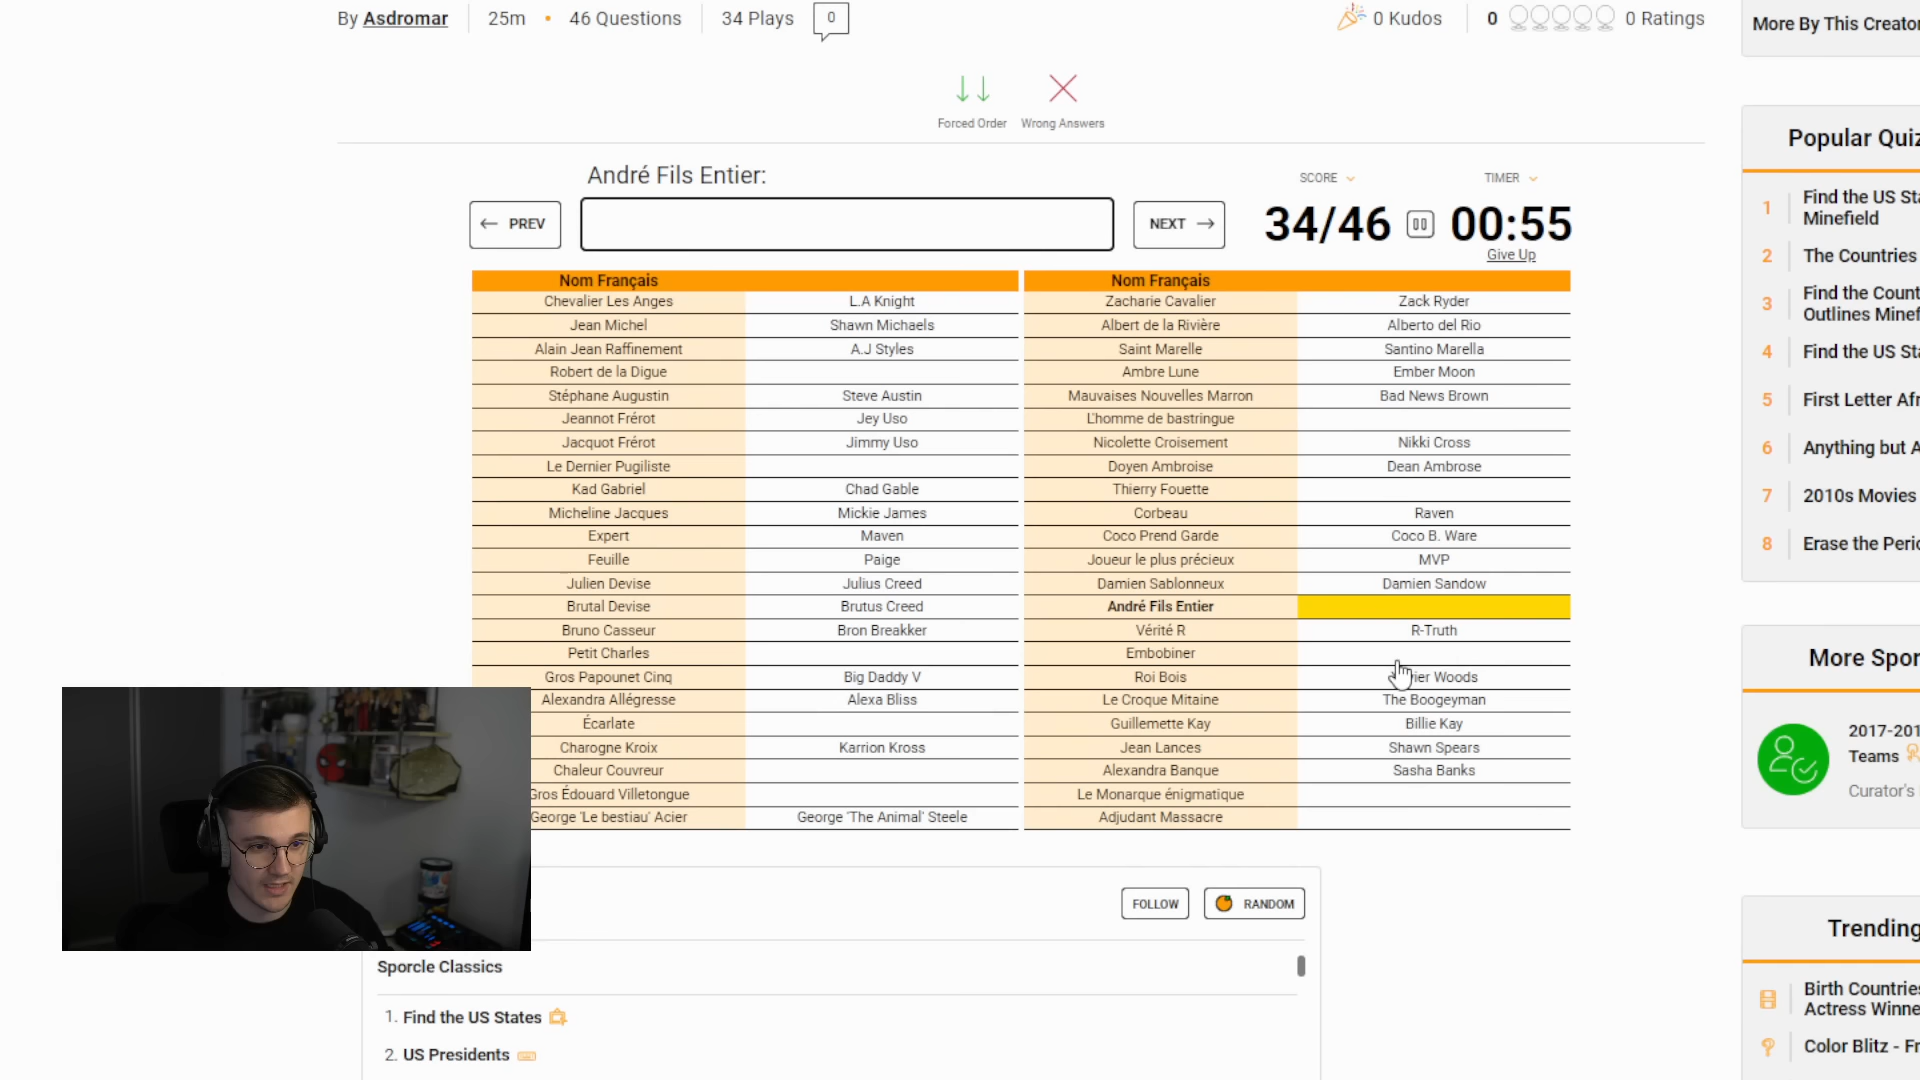 By Asdromar
25m • 46 Questions
34 Plays
0
0 Kudos
0
0 Ratings
More By This Creator
Forced Order
Wrong Answers
André Fils Entier:
← PREV
NEXT →
SCORE
34/46
TIMER
00:55
Give Up
Nom Français
Chevalier Les Anges L.A Knight
Jean Michel Shawn Michaels
Alain Jean Raffinement A.J Styles
Robert de la Digue
Stéphane Augustin Steve Austin
Jeannot Frérot Jey Uso
Jacquot Frérot Jimmy Uso
Le Dernier Pugiliste
Kad Gabriel Chad Gable
Micheline Jacques Mickie James
Expert Maven
Feuille Paige
Julien Devise Julius Creed
Brutal Devise Brutus Creed
Bruno Casseur Bron Breakker
Petit Charles
Gros Papounet Cinq Big Daddy V
Alexandra Allégresse Alexa Bliss
Écarlate
Charogne Kroix Karrion Kross
Chaleur Couvreur
Gros Édouard Villetongue
George 'Le bestiau' Acier George 'The Animal' Steele
Nom Français
Zacharie Cavalier Zack Ryder
Albert de la Rivière Alberto del Rio
Saint Marelle Santino Marella
Ambre Lune Ember Moon
Mauvaises Nouvelles Marron Bad News Brown
L'homme de bastringue
Nicolette Croisement Nikki Cross
Doyen Ambroise Dean Ambrose
Thierry Fouette
Corbeau Raven
Coco Prend Garde Coco B. Ware
Joueur le plus précieux MVP
Damien Sablonneux Damien Sandow
André Fils Entier
Vérité R R-Truth
Embobiner
Roi Bois Woods
Le Croque Mitaine The Boogeyman
Guillemette Kay Billie Kay
Jean Lances Shawn Spears
Alexandra Banque Sasha Banks
Le Monarque énigmatique
Adjudant Massacre
FOLLOW
RANDOM
Sporcle Classics
1. Find the US States
2. US Presidents
Popular Quiz
1 Find the US Sta
Minefield
2 The Countries
3 Find the Count
Outlines Minef
4 Find the US Sta
5 First Letter Afr
6 Anything but A
7 2010s Movies
8 Erase the Perio
More Spor
2017-201
Teams
Curator's
Trending
Birth Countries
Actress Winne
Color Blitz - Fr